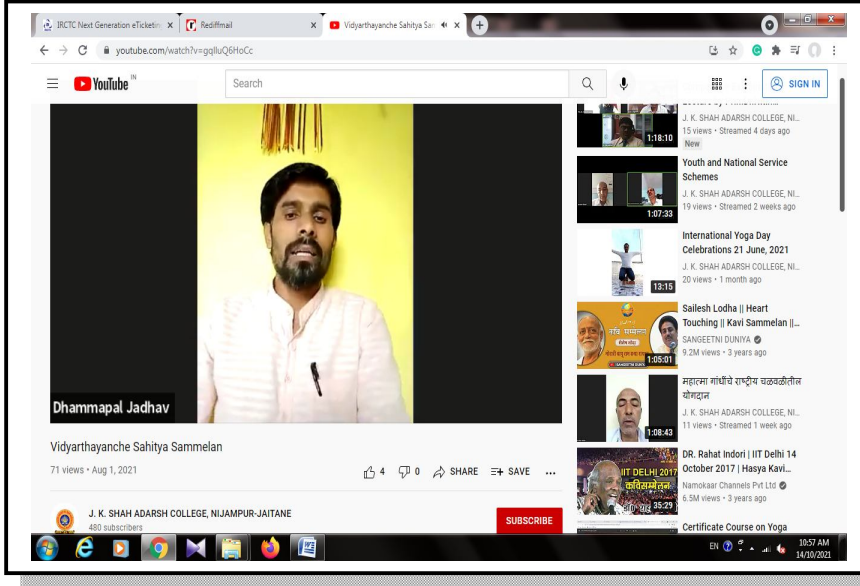 IRCTC Next Generation eTicketin
Rediffmail
Vidyarthayanche Sahitya Sar
youtube.com/watch?v=gqlluQ6HoCc
YouTube IN
Search
SIGN IN
Dhammapal Jadhav
Vidyarthayanche Sahitya Sammelan
71 views • Aug 1, 2021
4
0
SHARE
SAVE
J. K. SHAH ADARSH COLLEGE, NIJAMPUR-JAITANE
480 subscribers
SUBSCRIBE
1:18:10
J. K. SHAH ADARSH COLLEGE, NI...
15 views • Streamed 4 days ago
New
1:07:33
Youth and National Service
Schemes
J. K. SHAH ADARSH COLLEGE, NI...
19 views • Streamed 2 weeks ago
13:15
International Yoga Day
Celebrations 21 June, 2021
J. K. SHAH ADARSH COLLEGE, NI...
20 views • 1 month ago
1:05:01
Sailesh Lodha || Heart
Touching || Kavi Sammelan ||...
SANGEETNI DUNIYA
9.2M views • 3 years ago
1:08:43
महात्मा गांधींचे राष्ट्रीय चळवळीतील
योगदान
J. K. SHAH ADARSH COLLEGE, NI...
11 views • Streamed 1 week ago
IIT DELHI 2017
कविसम्मेलन
35:29
DR. Rahat Indori | IIT Delhi 14
October 2017 | Hasya Kavi...
Namokaar Channels Pvt Ltd
6.5M views • 3 years ago
Certificate Course on Yoga
EN
10:57 AM
14/10/2021